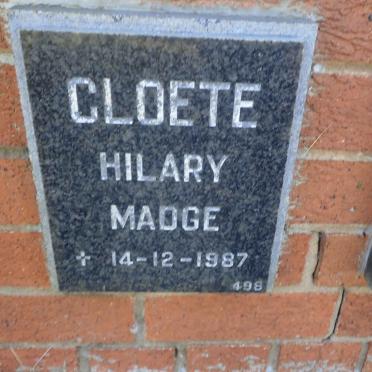 CLOETE
HILARY
MADGE
† 14-12-1987
498